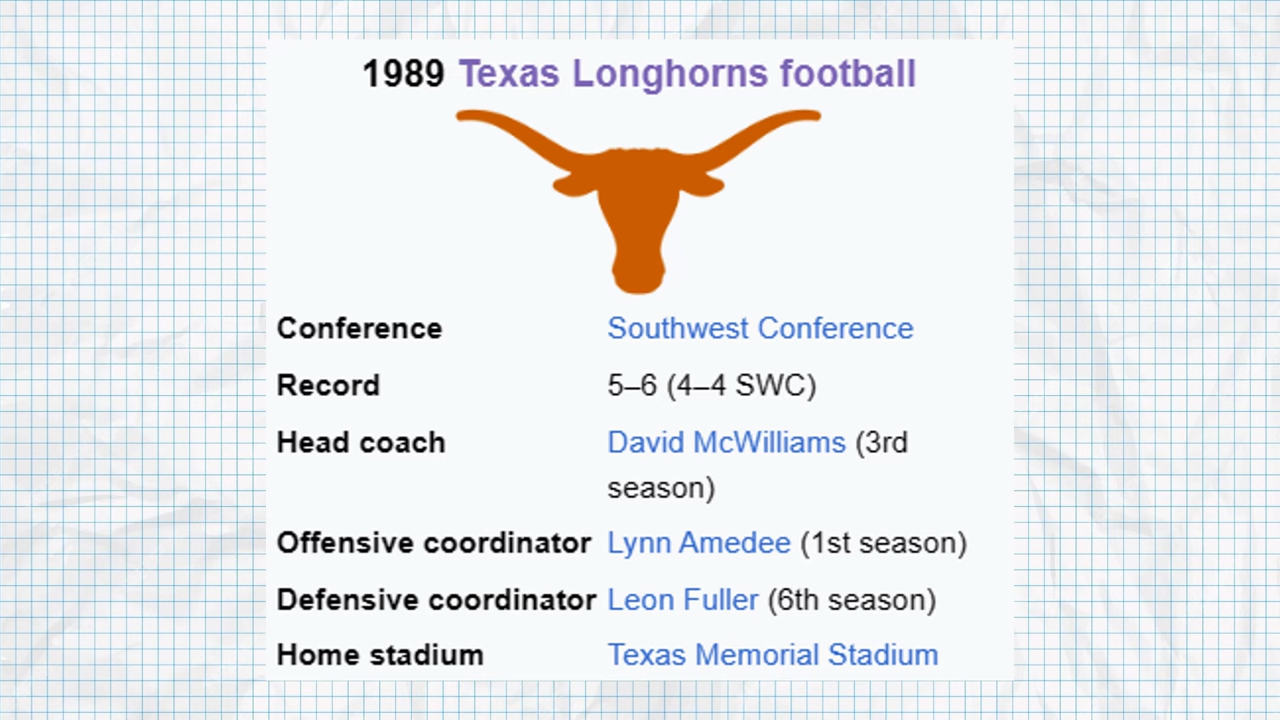 1989 Texas Longhorns football
Conference Southwest Conference
Record 5–6 (4–4 SWC)
Head coach David McWilliams (3rd
season)
Offensive coordinator Lynn Amedee (1st season)
Defensive coordinator Leon Fuller (6th season)
Home stadium Texas Memorial Stadium